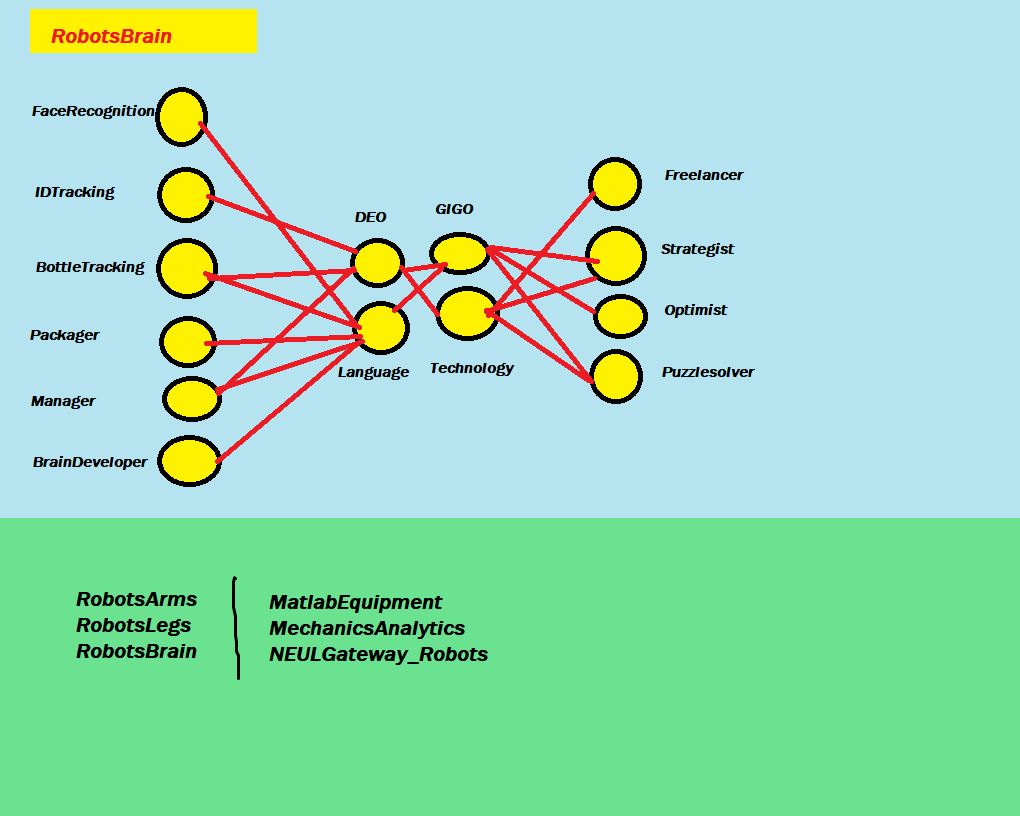 RobotsBrain
FaceRecognition
IDTracking
BottleTracking
Packager
Manager
BrainDeveloper
DEO
Language
GIGO
Technology
Freelancer
Strategist
Optimist
Puzzlesolver
RobotsArms
RobotsLegs
RobotsBrain
MatlabEquipment
MechanicsAnalytics
NEULGateway_Robots